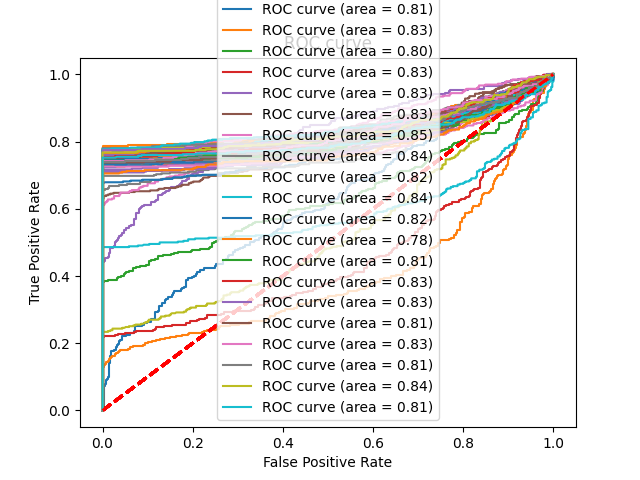 ROC curve (area = 0.81)
ROC curve (area = 0.83)
ROC curve
ROC curve (area = 0.80)
ROC curve (area = 0.83)
ROC curve (area = 0.83)
ROC curve (area = 0.83)
ROC curve (area = 0.85)
ROC curve (area = 0.84)
ROC curve (area = 0.82)
ROC curve (area = 0.84)
ROC curve (area = 0.82)
ROC curve (area = 0.78)
ROC curve (area = 0.81)
ROC curve (area = 0.83)
ROC curve (area = 0.83)
ROC curve (area = 0.81)
ROC curve (area = 0.83)
ROC curve (area = 0.81)
ROC curve (area = 0.84)
ROC curve (area = 0.81)
1.0
0.8
0.6
0.4
0.2
0.0
True Positive Rate
0.0 0.2 0.4 0.6 0.8 1.0
False Positive Rate